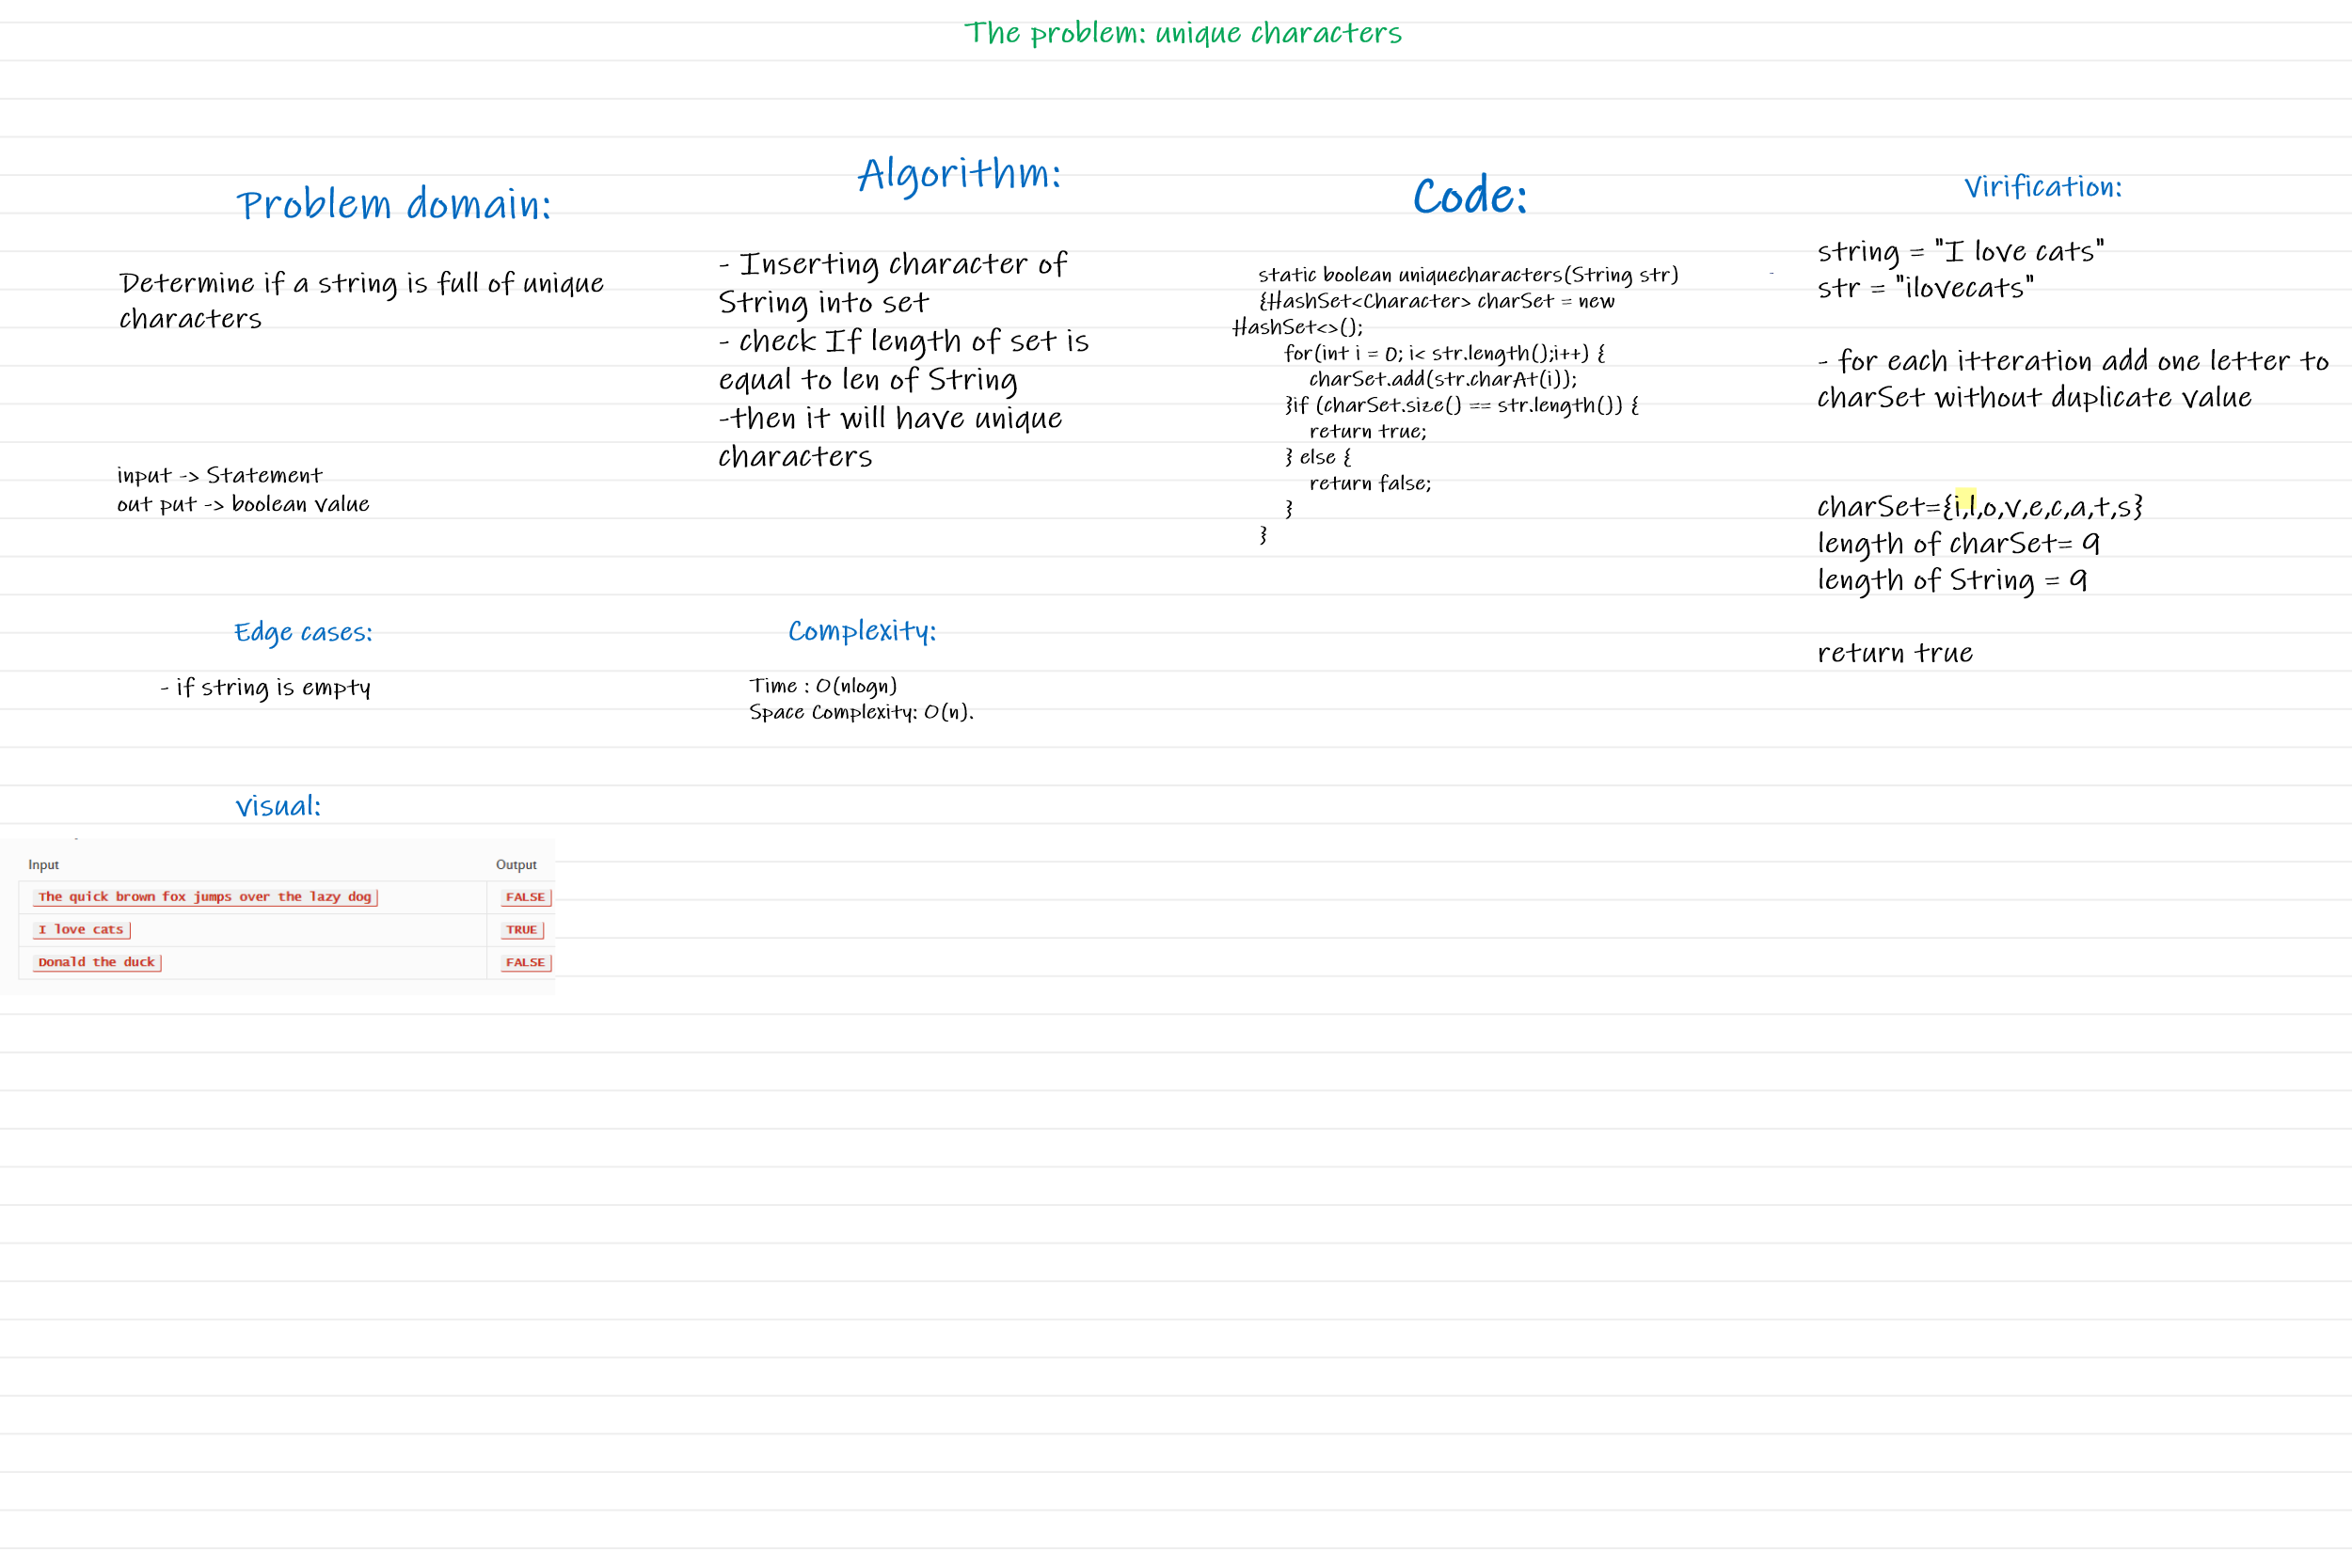 The problem: unique characters
Problem domain:
Determine if a string is full of unique
characters
input -> Statement
out put -> boolean value
Edge cases:
- if string is empty
visual:
Input Output
The quick brown fox jumps over the lazy dog FALSE
I love cats TRUE
Donald the duck FALSE
Algorithm:
- Inserting character of
String into set
- check If length of set is
equal to len of String
-then it will have unique
characters
Complexity:
Time : O(nlogn)
Space Complexity: O(n).
Code:
static boolean uniquecharacters(String str)
{HashSet<Character> charSet = new
HashSet<>();
for(int i = 0; i< str.length();i++) {
charSet.add(str.charAt(i));
}if (charSet.size() == str.length()) {
return true;
} else {
return false;
}
}
Virification:
string = "I love cats"
str = "ilovecats"
- for each itteration add one letter to
charSet without duplicate value
charSet={i,l,o,v,e,c,a,t,s}
length of charSet= 9
length of String = 9
return true